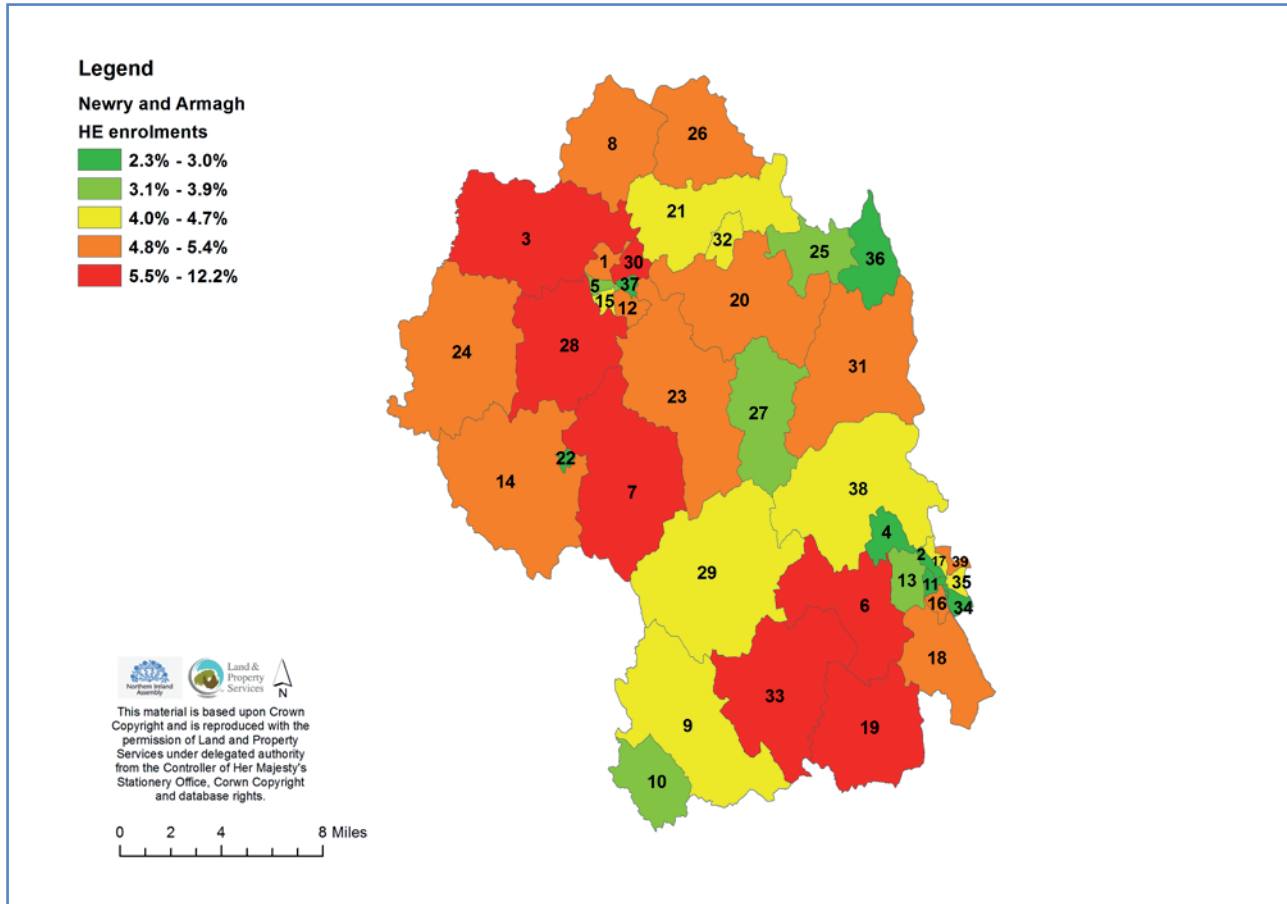 Legend
Newry and Armagh
HE enrolments
2.3% - 3.0%
3.1% - 3.9%
4.0% - 4.7%
4.8% - 5.4%
5.5% - 12.2%
8
26
21
3
32
1
30
25
36
5
37
15
12
20
24
28
31
23
27
22
14
7
38
4
2
17
39
29
13
11
35
6
16
34
18
33
9
19
10
Northern Ireland
Assembly
Land &
Property
Services
N
This material is based upon Crown
Copyright and is reproduced with the
permission of Land and Property
Services under delegated authority
from the Controller of Her Majesty's
Stationery Office, Corwn Copyright
and database rights.
0 2 4 8 Miles